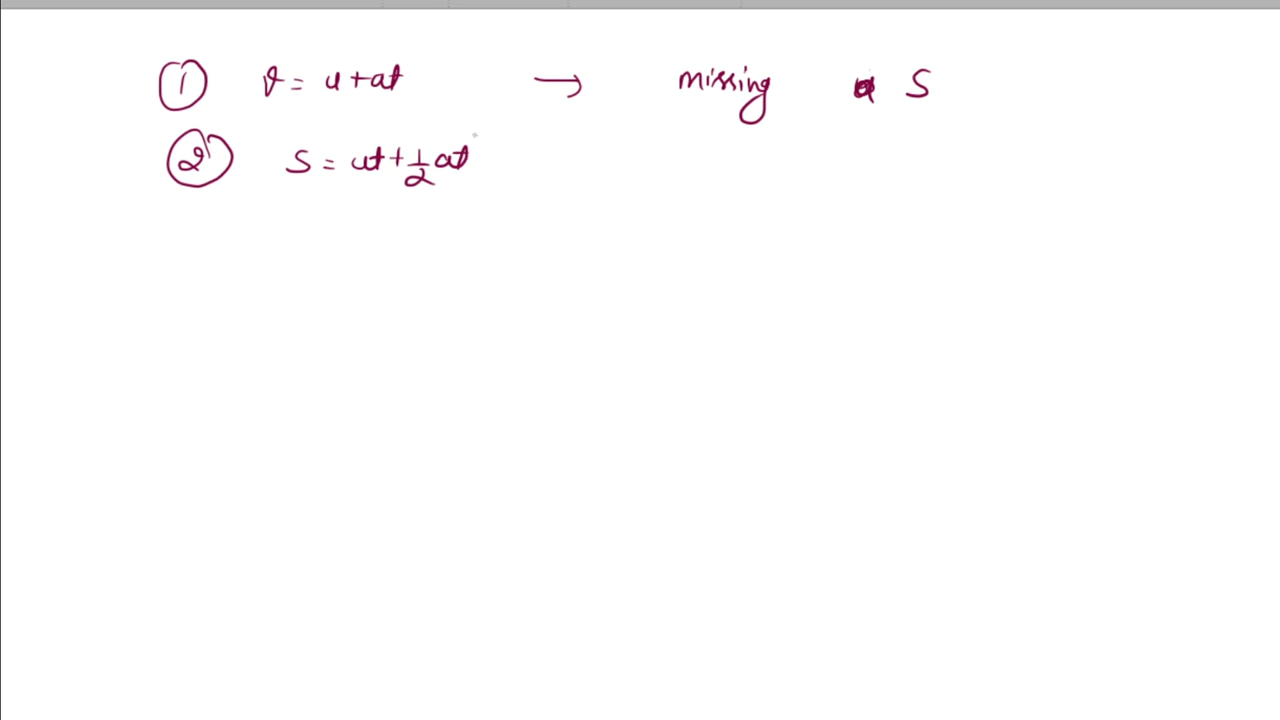 ① v = u + at → missing S
② S = ut + 1/2 at